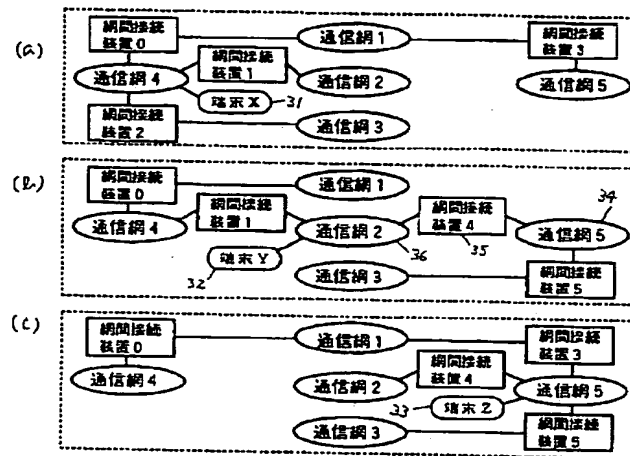 (a)
網間接続
装置0
通信網1
網間接続
装置3
通信網4
網間接続
装置1
通信網2
通信網5
端末X
31
網間接続
装置2
通信網3
(b)
網間接続
装置0
通信網1
通信網4
網間接続
装置1
通信網2
36
網間接続
装置4
35
34
通信網5
32
端末Y
通信網3
網間接続
装置5
(c)
網間接続
装置0
通信網1
網間接続
装置3
通信網4
通信網2
網間接続
装置4
通信網5
33
端末Z
通信網3
網間接続
装置5